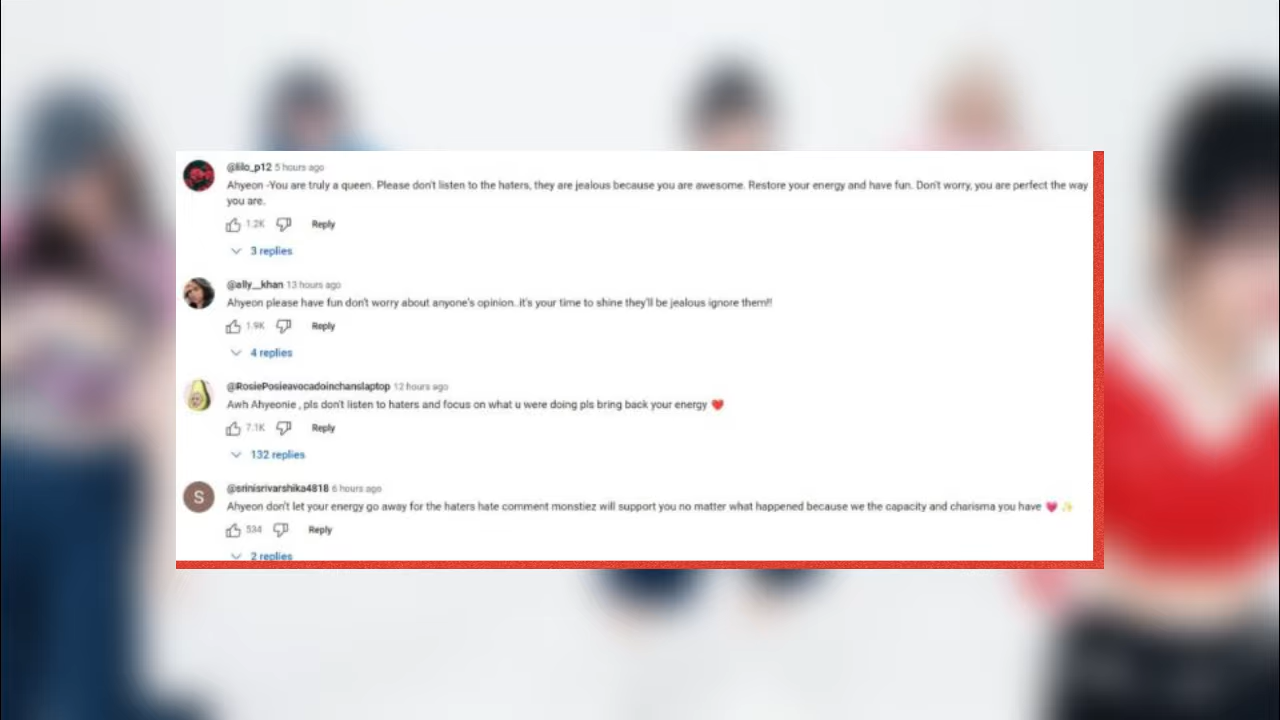 @lilo_p12 5 hours ago
Ahyeon -You are truly a queen. Please don't listen to the haters, they are jealous because you are awesome. Restore your energy and have fun. Don't worry, you are perfect the way
you are.
1.2K Reply
3 replies
@ally__khan 13 hours ago
Ahyeon please have fun don't worry about anyone's opinion. it's your time to shine they'll be jealous ignore them!!
1.9K Reply
4 replies
@RosiePosieavocadoinchanslaptop 12 hours ago
Awh Ahyeonie , pls don't listen to haters and focus on what u were doing pls bring back your energy ❤️
7.1K Reply
132 replies
S
@srinisrivarshika4818 6 hours ago
Ahyeon don't let your energy go away for the haters hate comment monstiez will support you no matter what happened because we the capacity and charisma you have 💗 ✨
534 Reply
2 replies